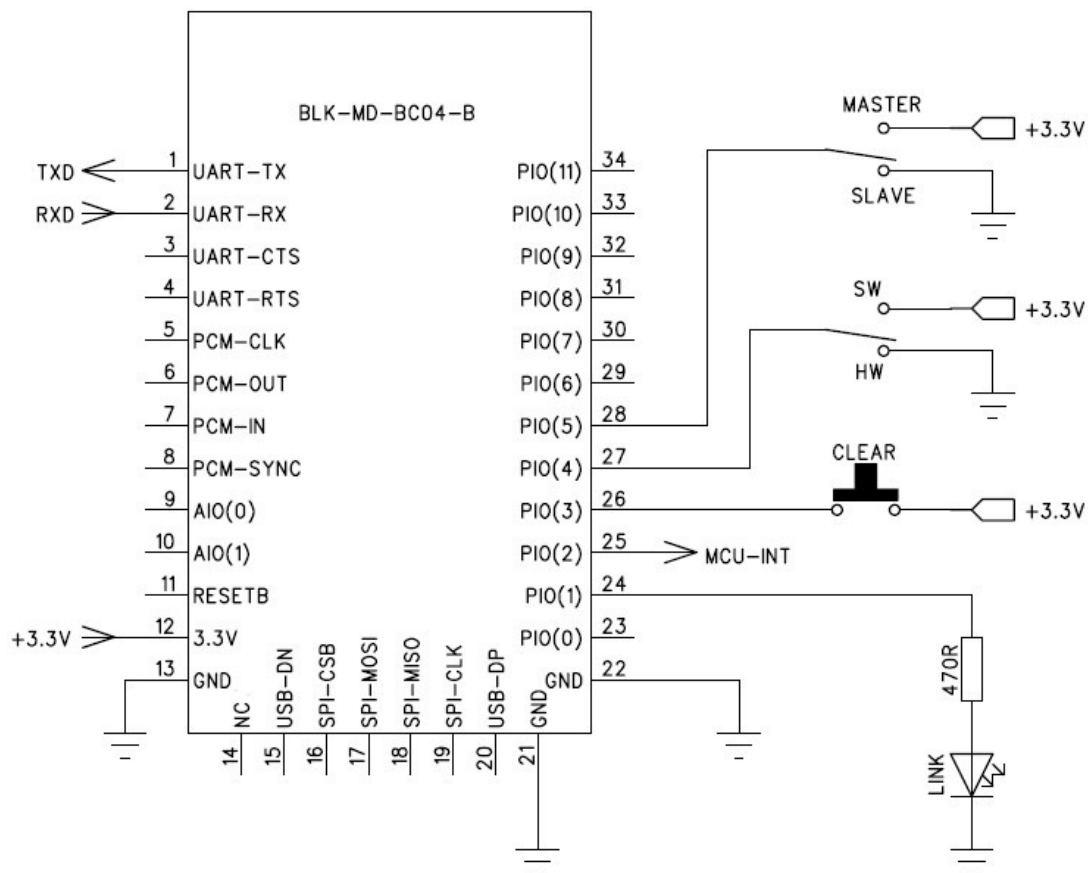 BLK-MD-BC04-B
TXD 1 UART-TX
RXD 2 UART-RX
3 UART-CTS
4 UART-RTS
5 PCM-CLK
6 PCM-OUT
7 PCM-IN
8 PCM-SYNC
9 AIO(0)
10 AIO(1)
11 RESETB
+3.3V 12 3.3V
13 GND
14 NC
15 USB-DN
16 SPI-CSB
17 SPI-MOSI
18 SPI-MISO
19 SPI-CLK
20 USB-DP
21 GND
PIO(11) 34
PIO(10) 33
PIO(9) 32
PIO(8) 31
PIO(7) 30
PIO(6) 29
PIO(5) 28
PIO(4) 27
PIO(3) 26
PIO(2) 25 MCU-INT
PIO(1) 24
PIO(0) 23
GND 22
MASTER
+3.3V
SLAVE
SW
+3.3V
HW
CLEAR
+3.3V
470R
LINK